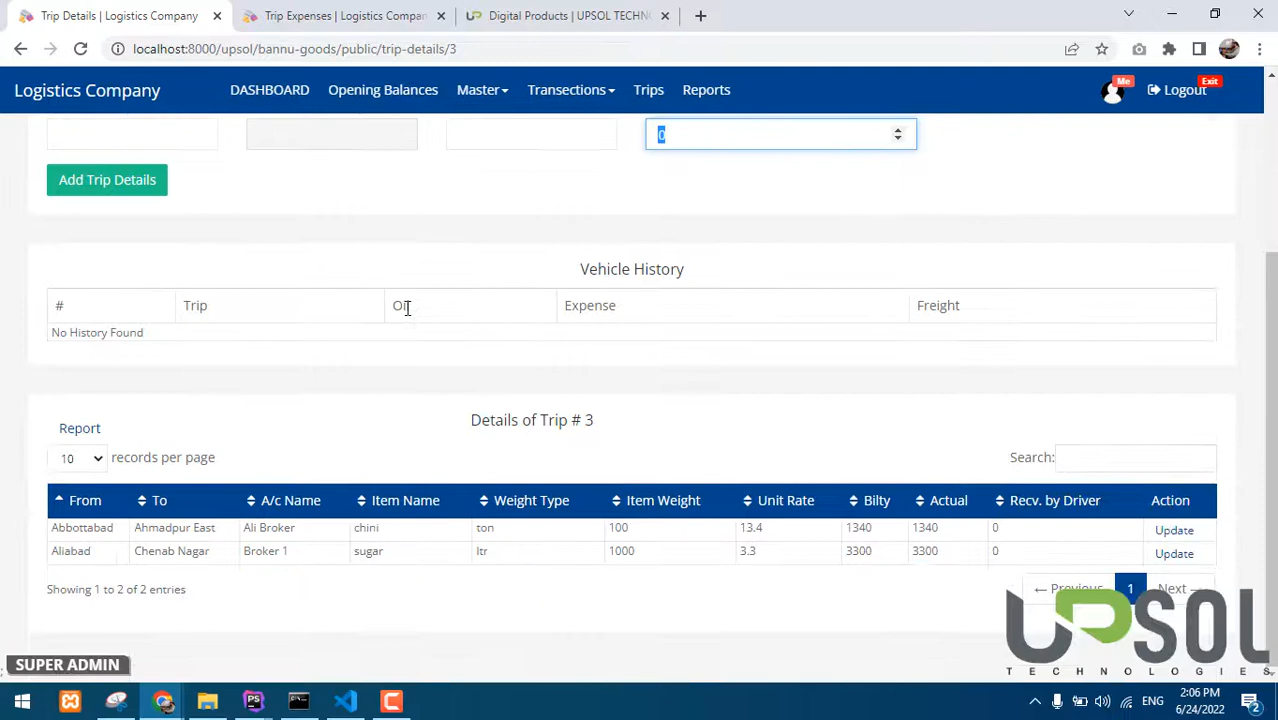 Trip Details | Logistics Company
Trip Expenses | Logistics Compan
Digital Products | UPSOL TECHN
localhost:8000/upsol/bannu-goods/public/trip-details/3
Logistics Company DASHBOARD Opening Balances Master Transections Trips Reports Me Logout Exit
0
Add Trip Details
Vehicle History
# Trip Expense Freight
No History Found
Details of Trip # 3
Report
10 records per page Search:
From To A/c Name Item Name Weight Type Item Weight Unit Rate Bilty Actual Recv. by Driver Action
Abbottabad Ahmadpur East Ali Broker chini ton 100 13.4 1340 1340 0 Update
Aliabad Chenab Nagar Broker 1 sugar ltr 1000 3.3 3300 3300 0 Update
Showing 1 to 2 of 2 entries
← Previous 1 Next →
UPSOL
TECHNOLOGIES
SUPER ADMIN
ENG
2:06 PM
6/24/2022
2